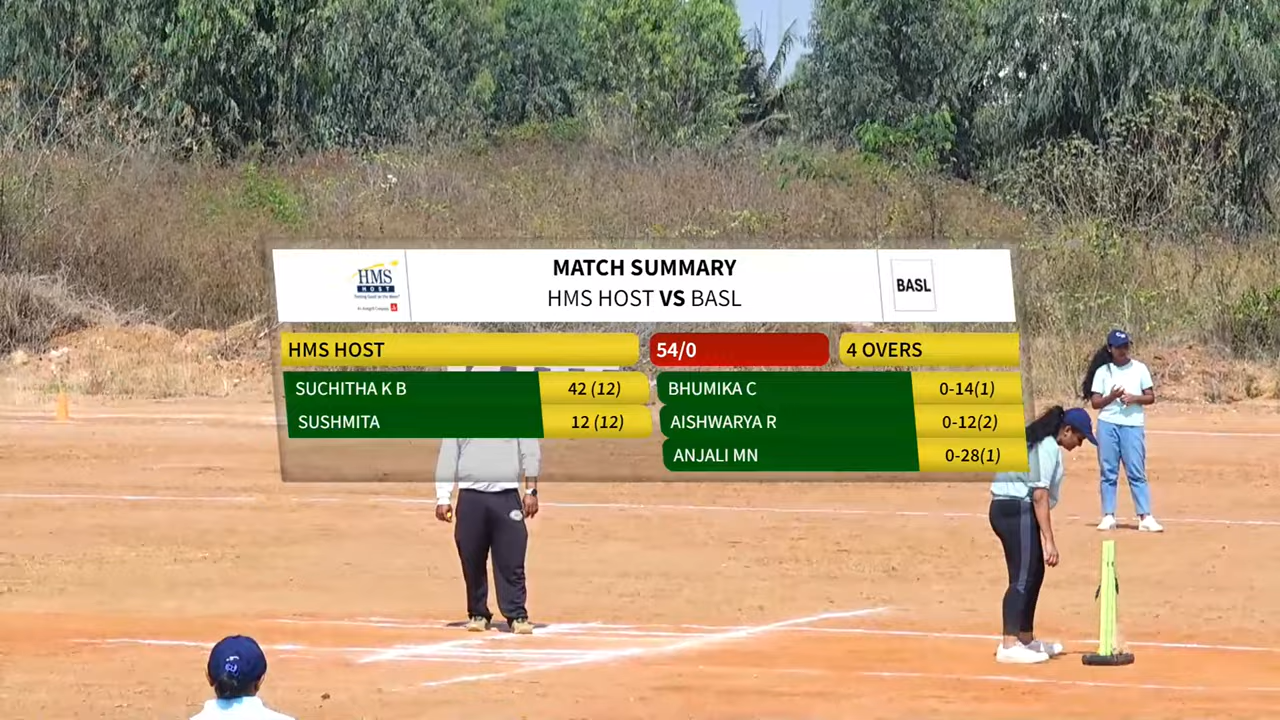 MATCH SUMMARY
HMS HOST VS BASL
HMS
HOST
BASL
HMS HOST 54/0 4 OVERS
SUCHITHA K B 42 (12) BHUMIKA C 0-14(1)
SUSHMITA 12 (12) AISHWARYA R 0-12(2)
ANJALI MN 0-28(1)